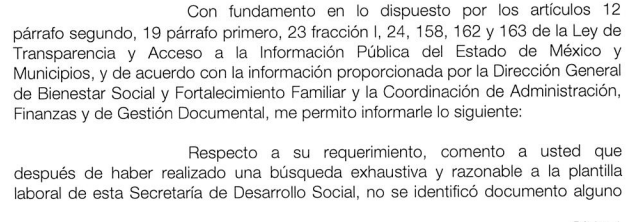 Con fundamento en lo dispuesto por los artículos 12
párrafo segundo, 19 párrafo primero, 23 fracción I, 24, 158, 162 y 163 de la Ley de
Transparencia y Acceso a la Información Pública del Estado de México y
Municipios, y de acuerdo con la información proporcionada por la Dirección General
de Bienestar Social y Fortalecimiento Familiar y la Coordinación de Administración,
Finanzas y de Gestión Documental, me permito informarle lo siguiente:
Respecto a su requerimiento, comento a usted que
después de haber realizado una búsqueda exhaustiva y razonable a la plantilla
laboral de esta Secretaría de Desarrollo Social, no se identificó documento alguno